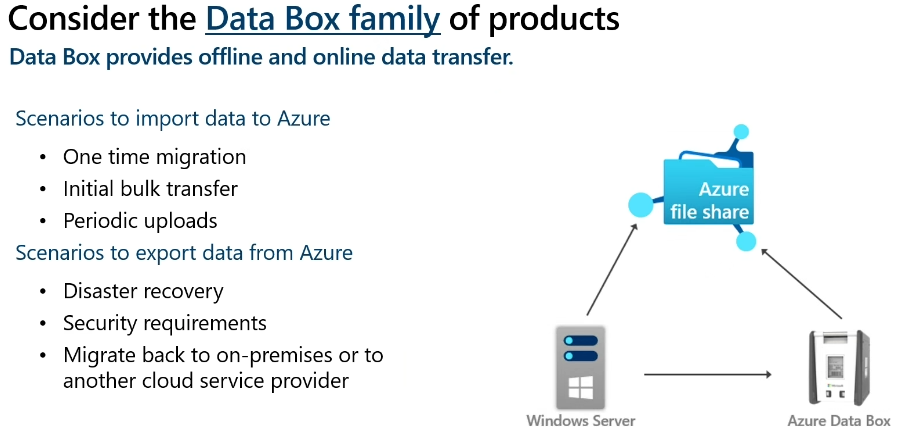 Consider the Data Box family of products
Data Box provides offline and online data transfer.
Scenarios to import data to Azure
• One time migration
• Initial bulk transfer
• Periodic uploads
Scenarios to export data from Azure
• Disaster recovery
• Security requirements
• Migrate back to on-premises or to
another cloud service provider
Azure
file share
Windows Server
Azure Data Box